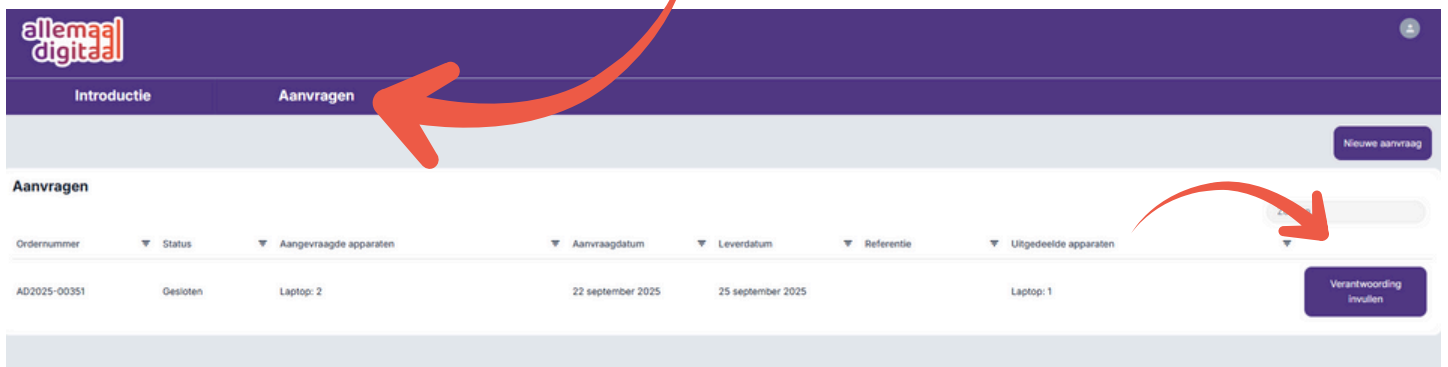 allemaal
digitaal
Introductie Aanvragen
Nieuwe aanvraag
Aanvragen
Ordernummer Status Aangevraagde apparaten Aanvraagdatum Leverdatum Referentie Uitgedeelde apparaten
AD2025-00351 Gesloten Laptop: 2 22 september 2025 25 september 2025 Laptop: 1
Verantwoording
invullen